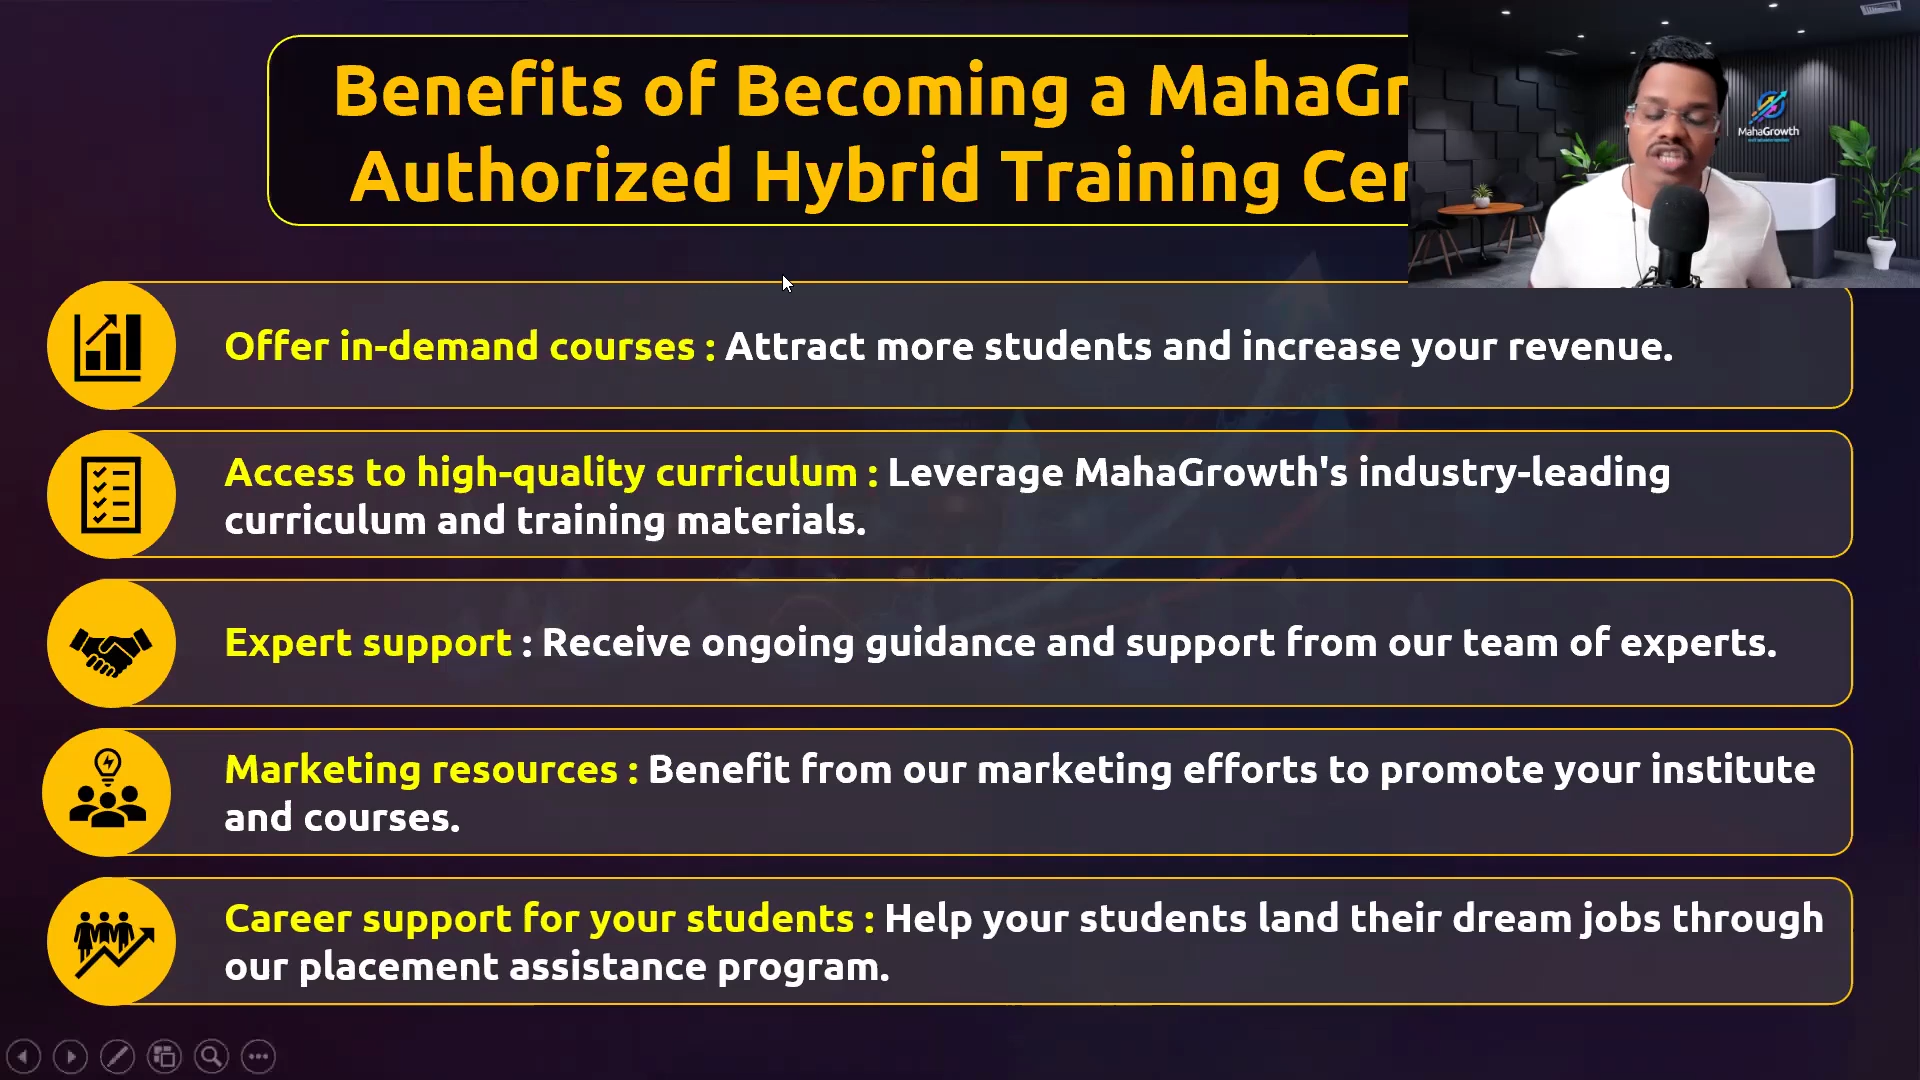 Benefits of Becoming a MahaGr
Authorized Hybrid Training Cer
MahaGrowth
Offer in-demand courses : Attract more students and increase your revenue.
Access to high-quality curriculum : Leverage MahaGrowth's industry-leading
curriculum and training materials.
Expert support : Receive ongoing guidance and support from our team of experts.
Marketing resources : Benefit from our marketing efforts to promote your institute
and courses.
Career support for your students : Help your students land their dream jobs through
our placement assistance program.